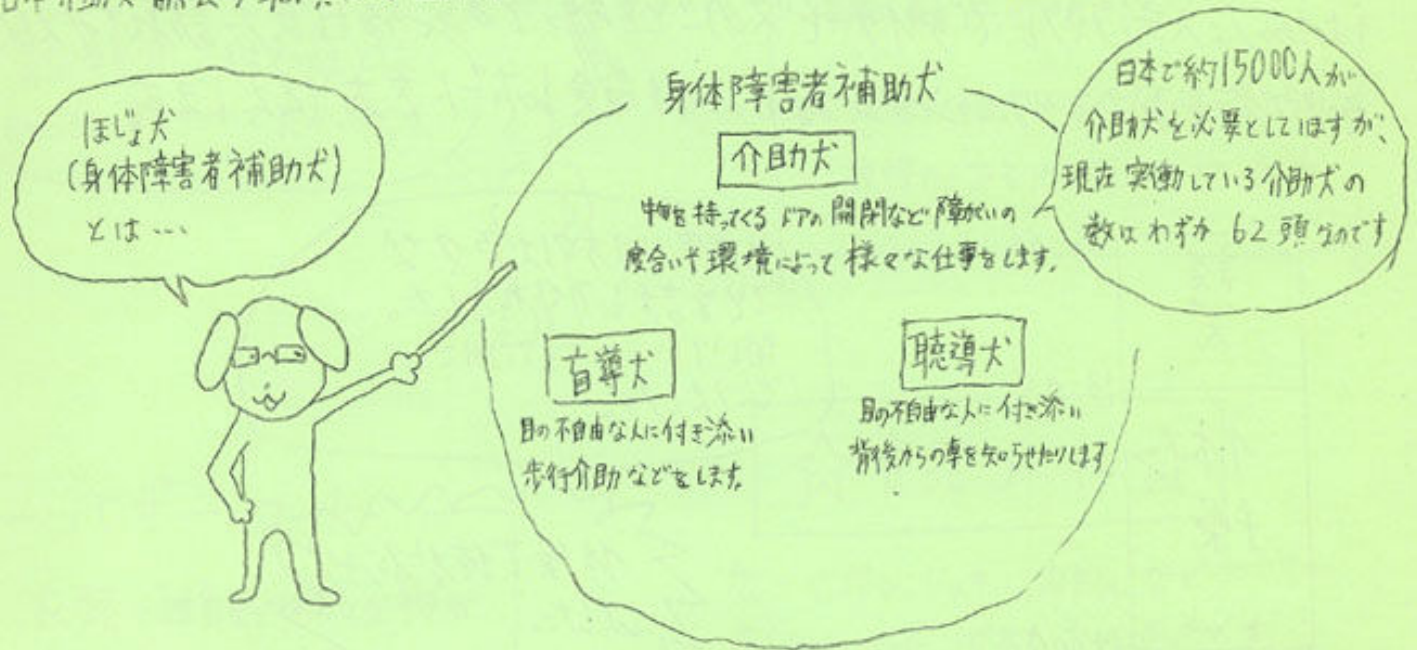 ほじょ犬
(身体障害者補助犬)
とは…
身体障害者補助犬
介助犬
物を持ってくる ドアの開閉など障がいの
度合いや環境によって様々な仕事をします。
日本で約15000人が
介助犬を必要としていますが、
現在実働している介助犬の
数はわずか62頭なのです
盲導犬
目の不自由な人に付き添い
歩行介助などをします。
聴導犬
目の不自由な人に付き添い
背後からの車を知らせたりします